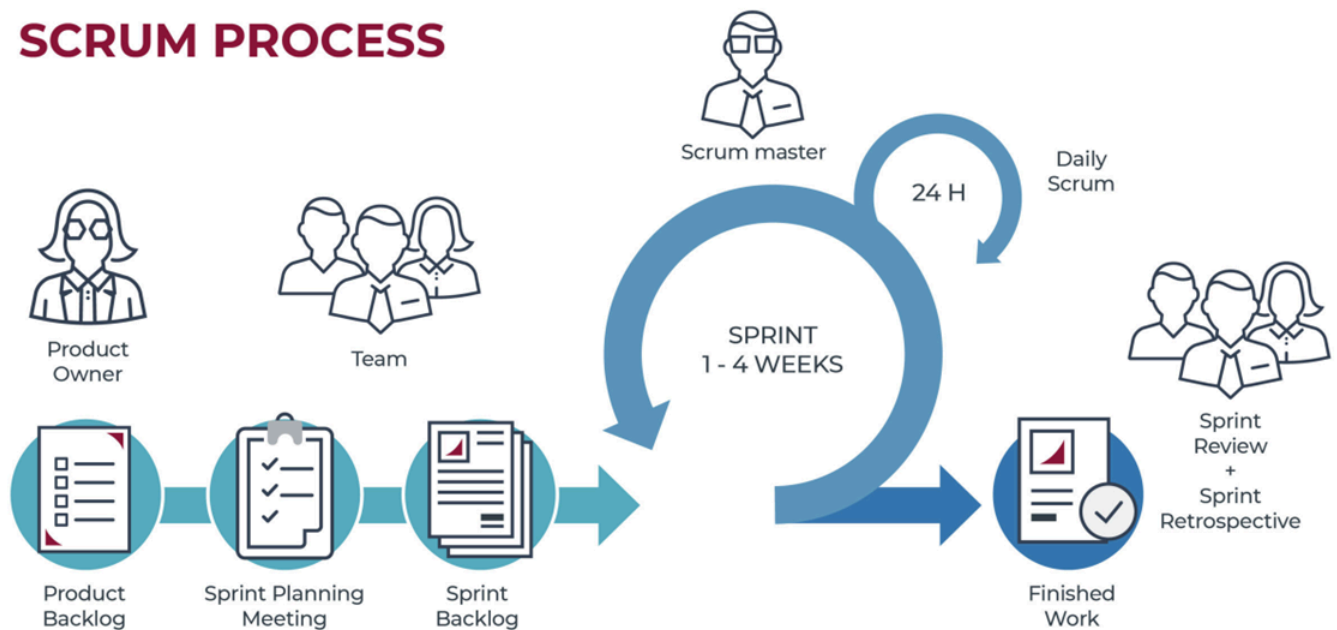 SCRUM PROCESS
Scrum master
24 H
Daily
Scrum
Product
Owner
Team
SPRINT
1 - 4 WEEKS
Sprint
Review
+
Sprint
Retrospective
Product
Backlog
Sprint Planning
Meeting
Sprint
Backlog
Finished
Work